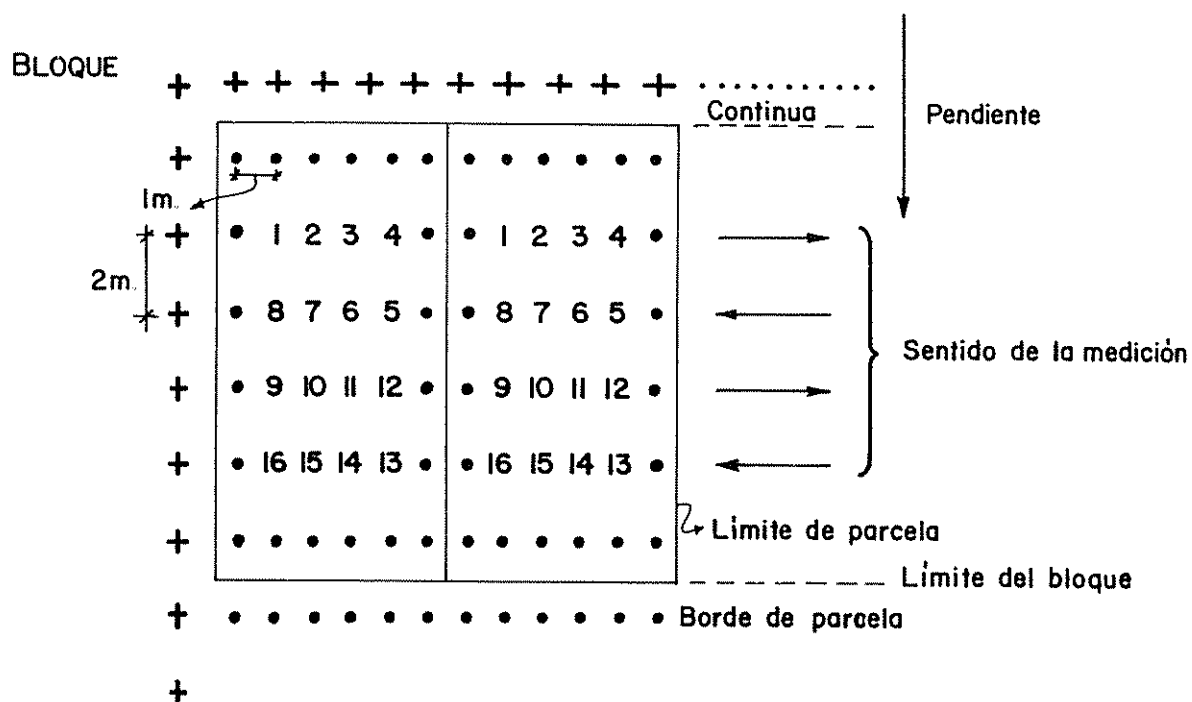 BLOQUE
Continua
Pendiente
1m.
1 2 3 4 1 2 3 4
2m.
8 7 6 5 8 7 6 5
Sentido de la medición
9 10 11 12 9 10 11 12
16 15 14 13 16 15 14 13
Límite de parcela
Límite del bloque
Borde de parcela